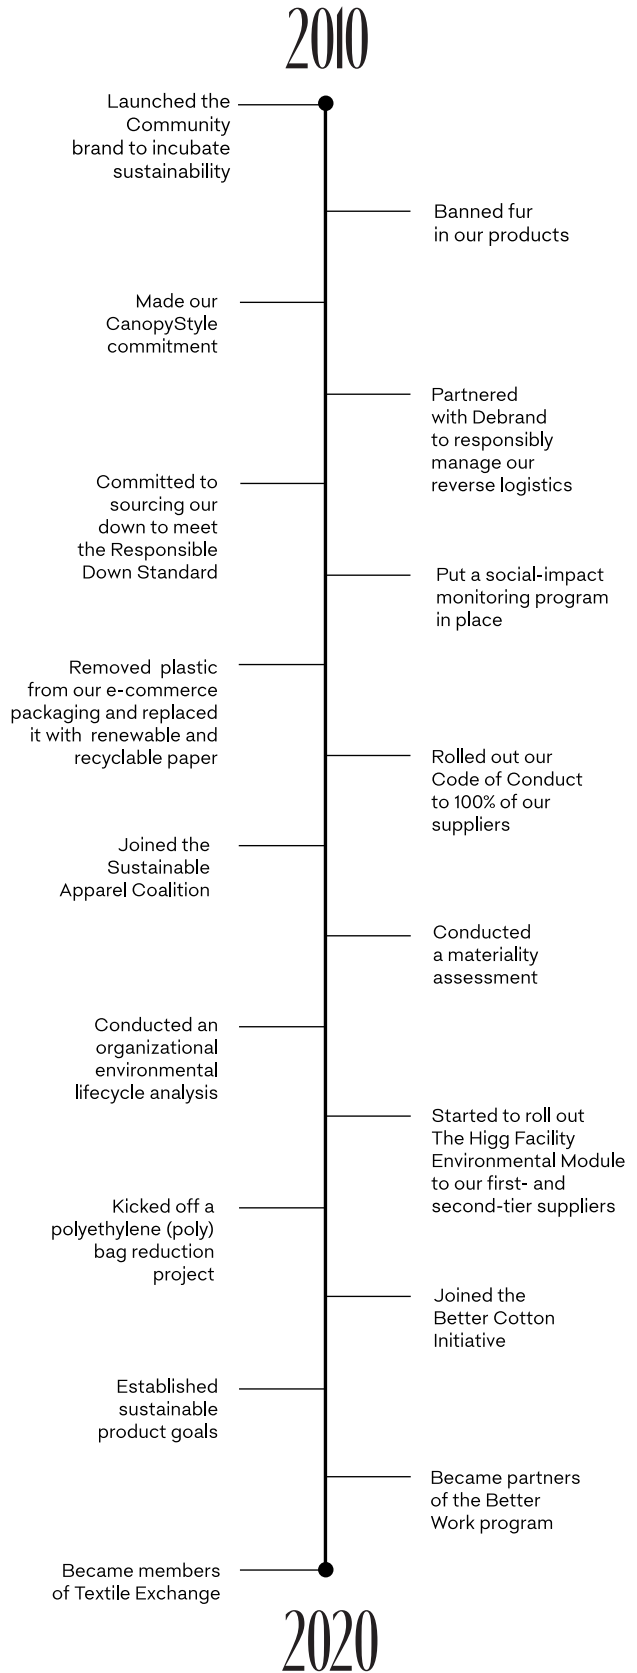 2010
Launched the
Community
brand to incubate
sustainability
Banned fur
in our products
Made our
CanopyStyle
commitment
Partnered
with Debrand
to responsibly
manage our
reverse logistics
Committed to
sourcing our
down to meet
the Responsible
Down Standard
Put a social-impact
monitoring program
in place
Removed plastic
from our e-commerce
packaging and replaced
it with renewable and
recyclable paper
Rolled out our
Code of Conduct
to 100% of our
suppliers
Joined the
Sustainable
Apparel Coalition
Conducted
a materiality
assessment
Conducted an
organizational
environmental
lifecycle analysis
Started to roll out
The Higg Facility
Environmental Module
to our first- and
second-tier suppliers
Kicked off a
polyethylene (poly)
bag reduction
project
Joined the
Better Cotton
Initiative
Established
sustainable
product goals
Became partners
of the Better
Work program
Became members
of Textile Exchange
2020